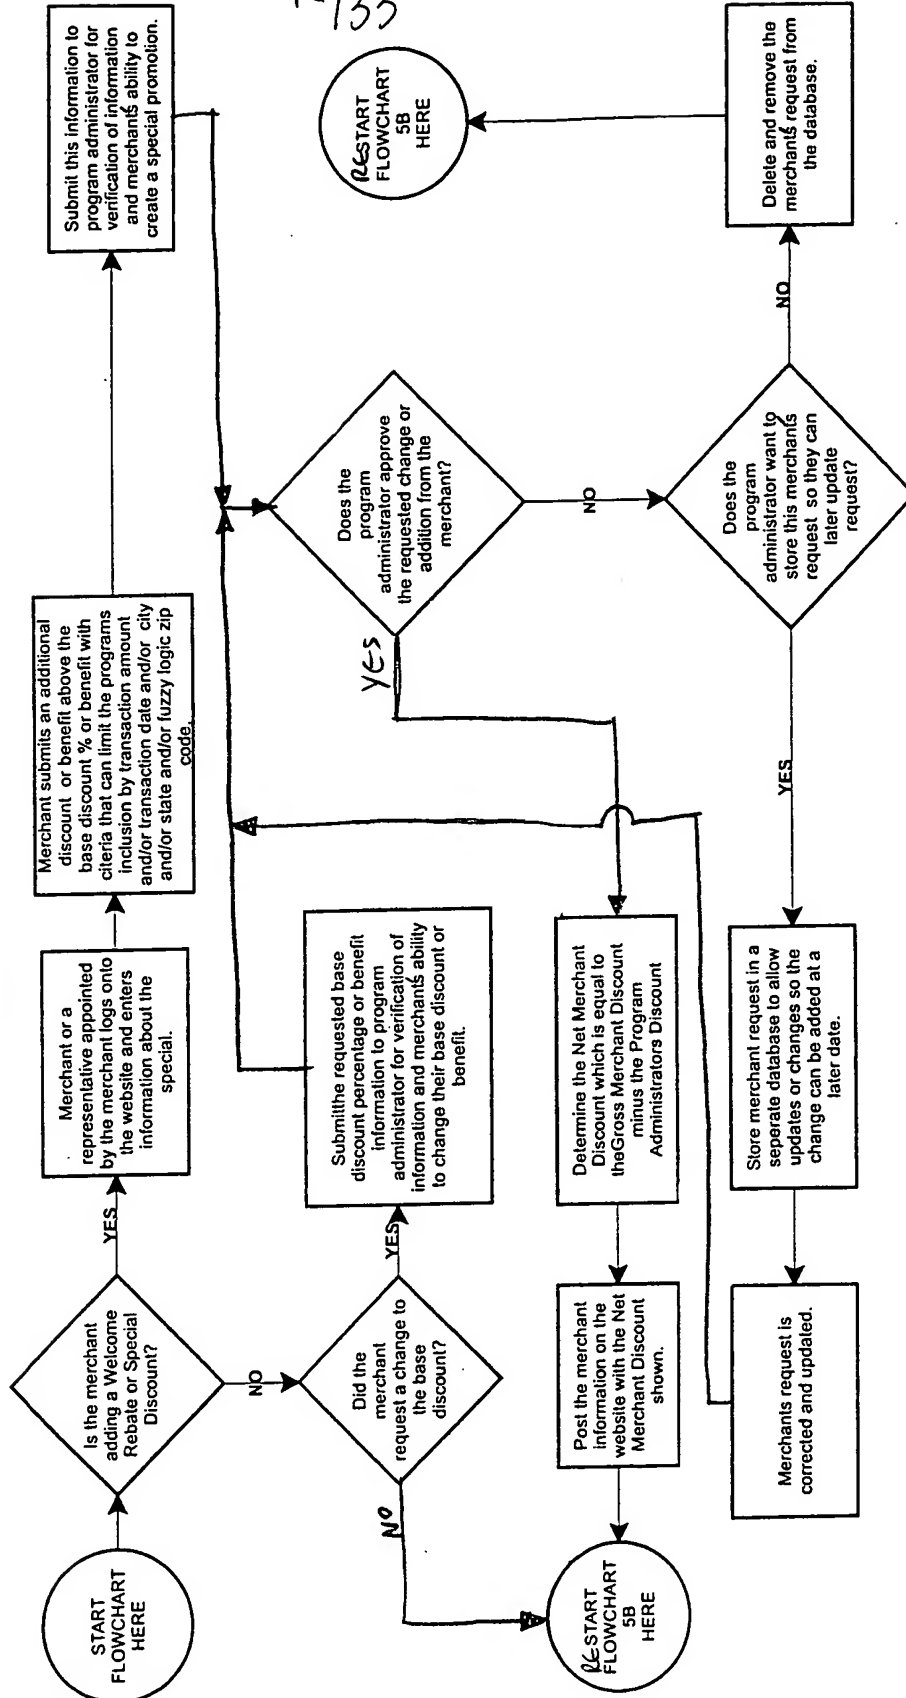 START
FLOWCHART
HERE
Is the merchant
adding a Welcome
Rebate or Special
Discount?
YES
NO
Merchant or a
representative appointed
by the merchant logs onto
the website and enters
information about the
special.
Merchant submits an additional
discount or benefit above the
base discount % or benefit with
citeria that can limit the programs
inclusion by transaction amount
and/or transaction date and/or city
and/or state and/or fuzzy logic zip
code.
Submit this information to
program administrator for
verification of information
and merchant's ability to
create a special promotion.
Did the
merchant
request a change to
the base
discount?
YES
NO
Submitthe requested base
discount percentage or benefit
information to program
administrator for verification of
information and merchant's ability
to change their base discount or
benefit.
Does the
program
administrator approve
the requested change or
addition from the
merchant?
YES
NO
RESTART
FLOWCHART
5B
HERE
RESTART
FLOWCHART
5B
HERE
Post the merchant
information on the
website with the Net
Merchant Discount
shown.
Determine the Net Merchant
Discount which is equal to
theGross Merchant Discount
minus the Program
Administrators Discount
Merchants request is
corrected and updated.
Store merchant request in a
seperate database to allow
updates or changes so the
change can be added at a
later date.
YES
Does the
program
administrator want to
store this merchant's
request so they can
later update
request?
NO
Delete and remove the
merchant's request from
the database.